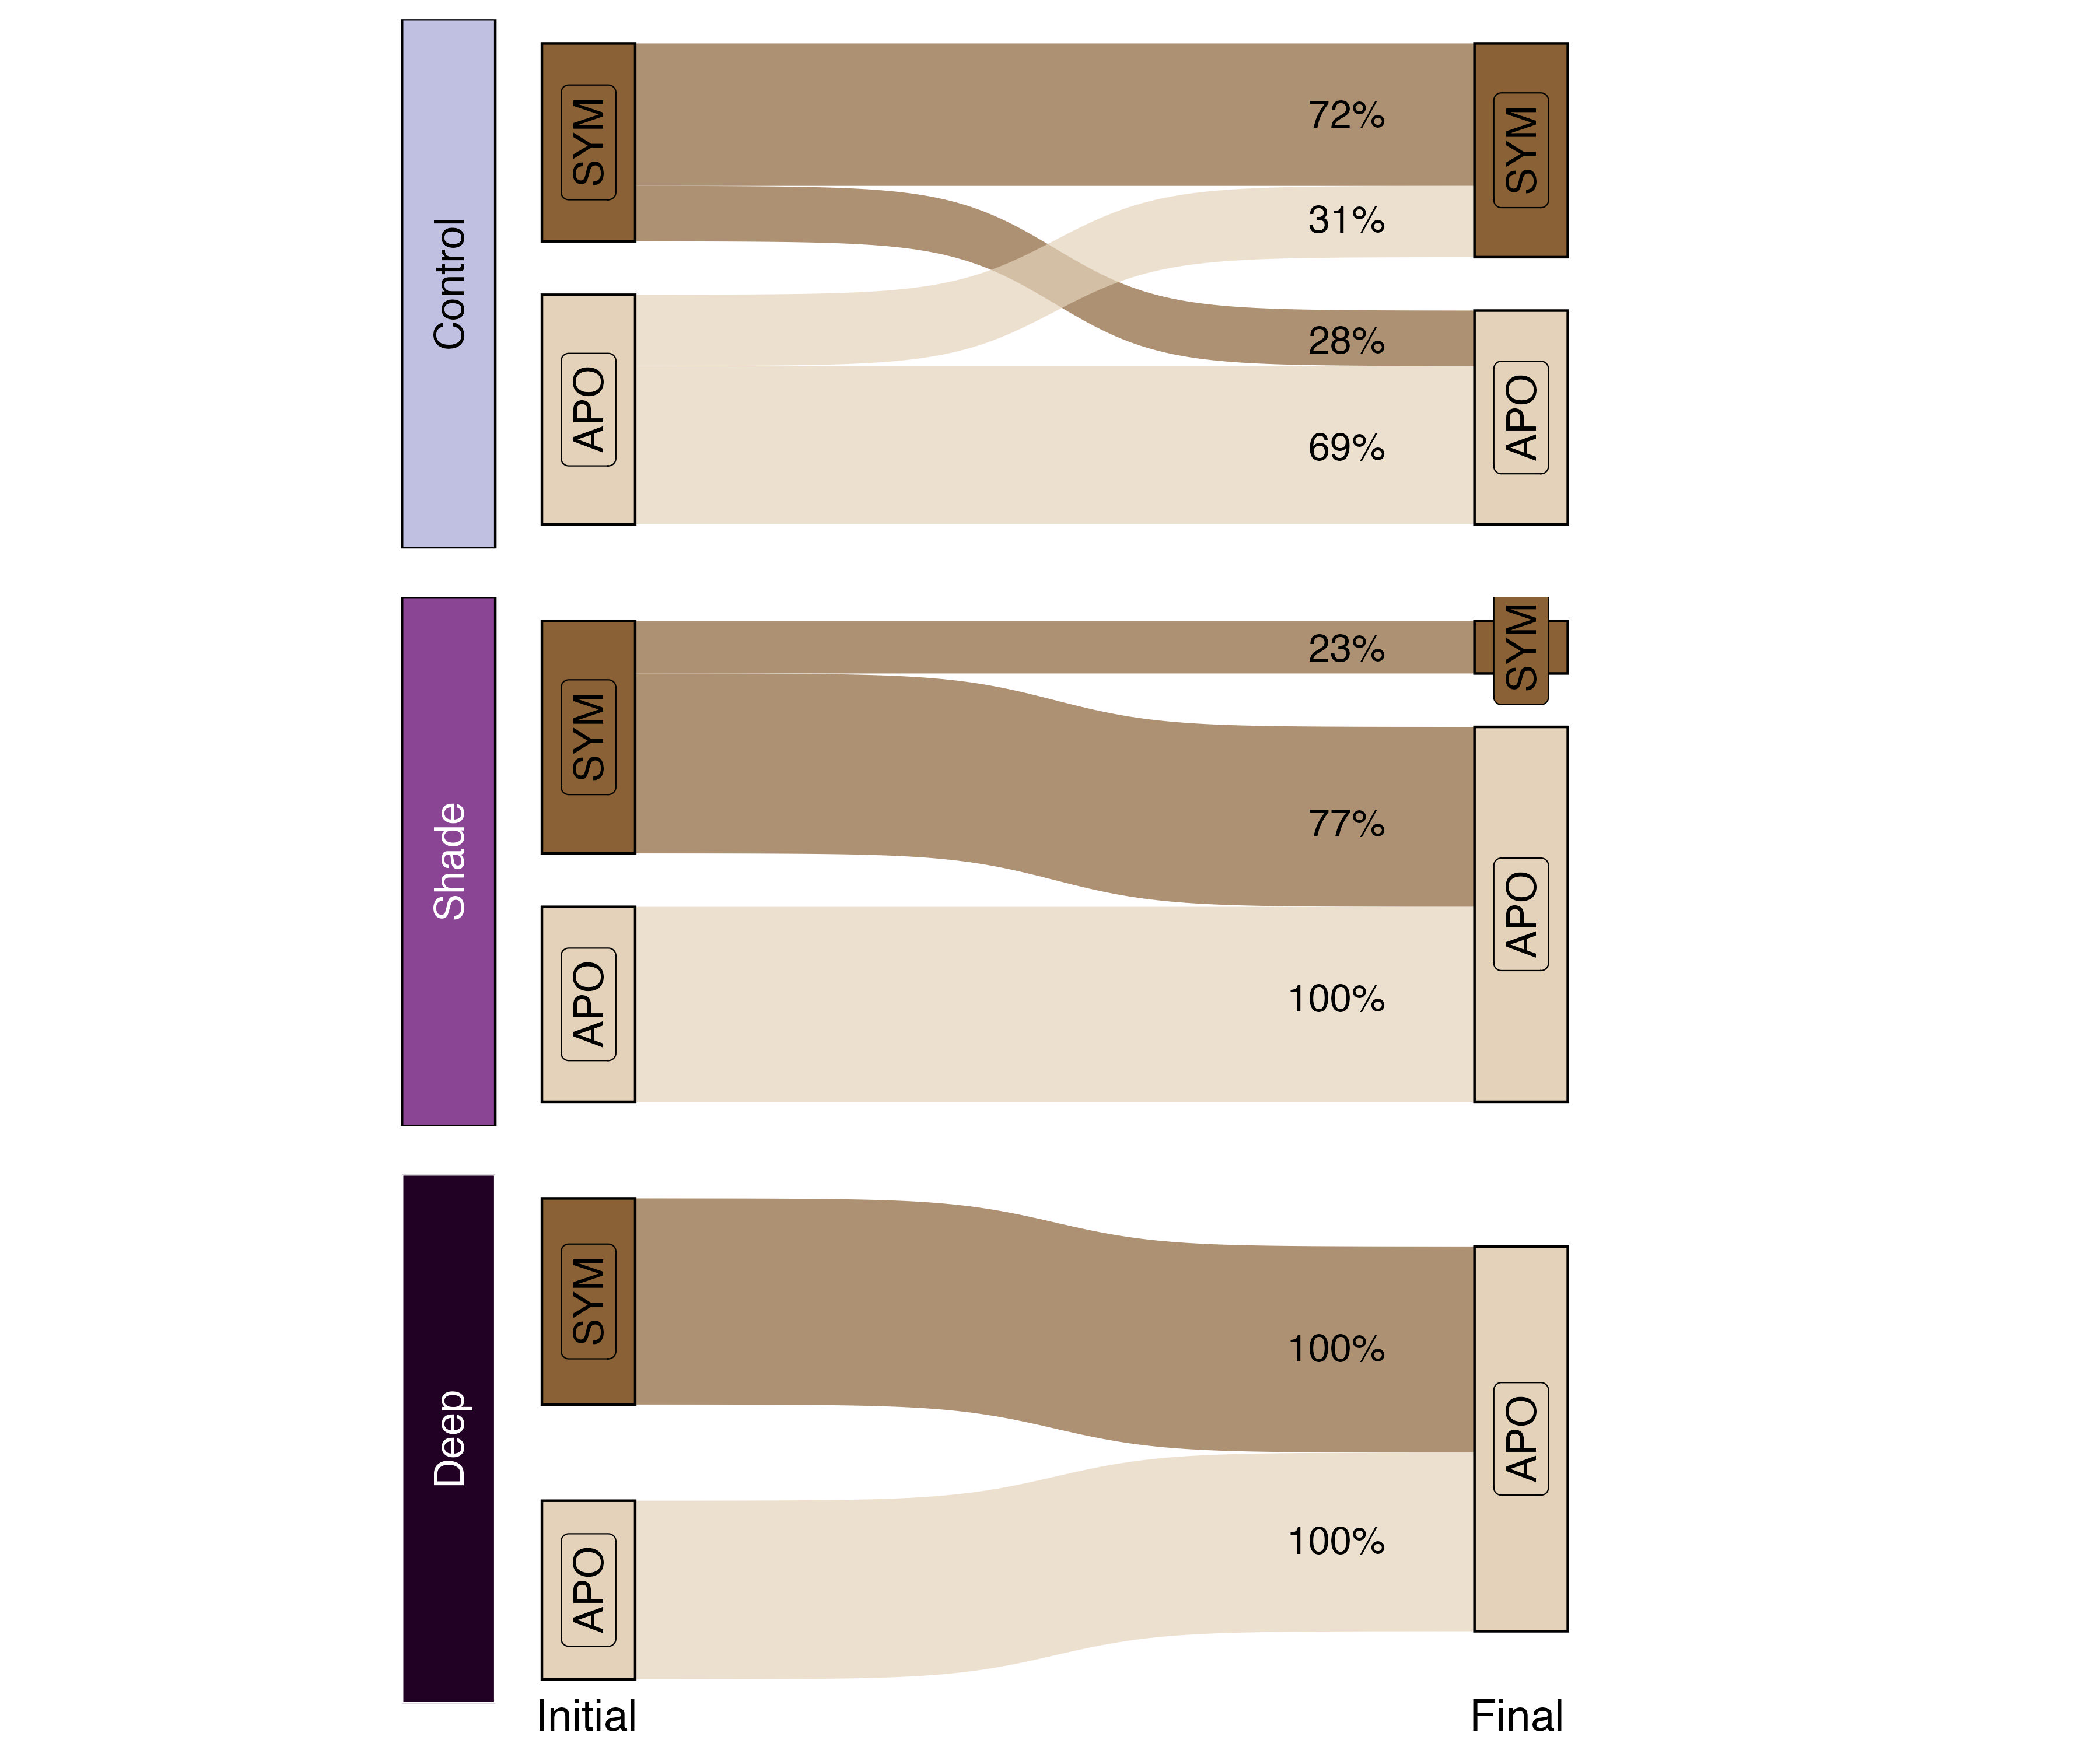 Control
SYM
72%
SYM
31%
APO
28%
APO
69%
Shade
SYM
23%
SYM
77%
APO
APO
100%
Deep
SYM
100%
APO
APO
100%
Initial
Final